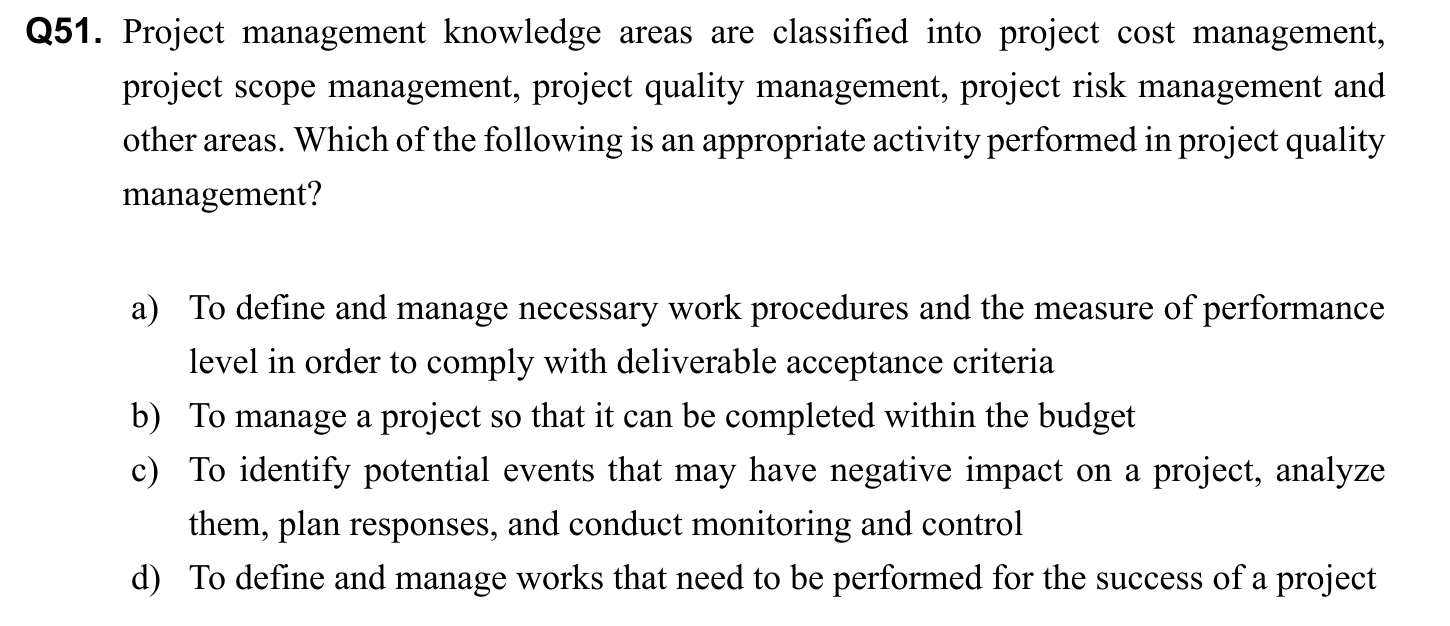 Q51. Project management knowledge areas are classified into project cost management,
project scope management, project quality management, project risk management and
other areas. Which of the following is an appropriate activity performed in project quality
management?
a) To define and manage necessary work procedures and the measure of performance
level in order to comply with deliverable acceptance criteria
b) To manage a project so that it can be completed within the budget
c) To identify potential events that may have negative impact on a project, analyze
them, plan responses, and conduct monitoring and control
d) To define and manage works that need to be performed for the success of a project